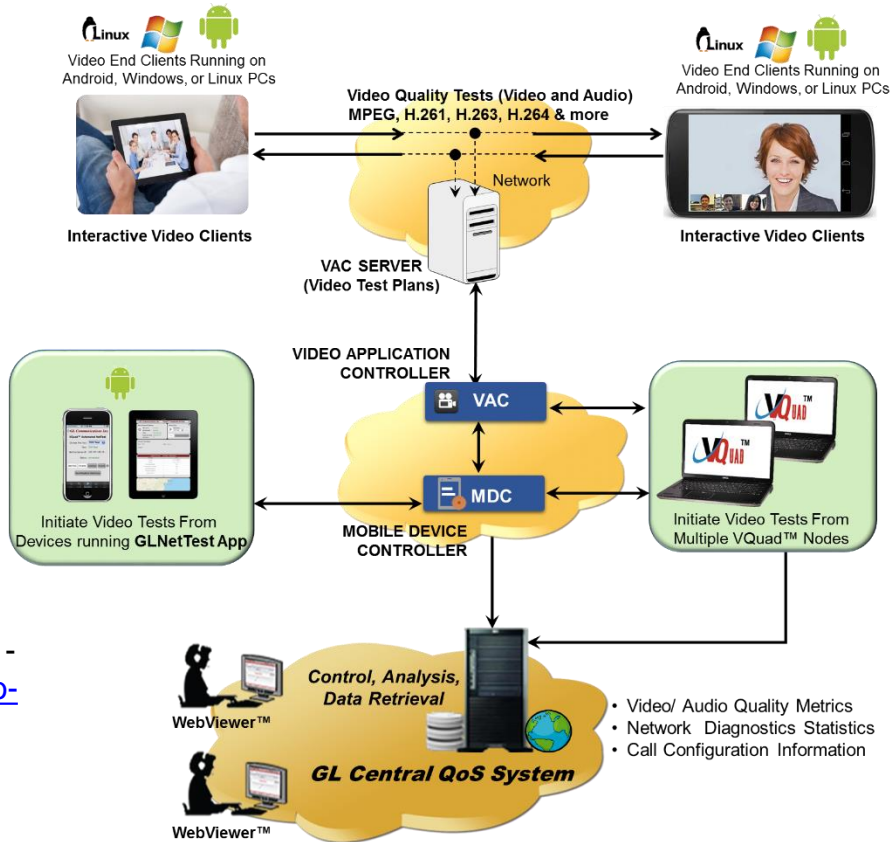 Linux
Video End Clients Running on
Android, Windows, or Linux PCs
Linux
Video End Clients Running on
Android, Windows, or Linux PCs
Video Quality Tests (Video and Audio)
MPEG, H.261, H.263, H.264 & more
Network
Interactive Video Clients
Interactive Video Clients
VAC SERVER
(Video Test Plans)
VIDEO APPLICATION
CONTROLLER
VAC
MDC
MOBILE DEVICE
CONTROLLER
Initiate Video Tests From
Devices running GLNetTest App
VQUAD™
VQUAD™
Initiate Video Tests From
Multiple VQuad™ Nodes
-
o-
WebViewer™
Control, Analysis,
Data Retrieval
GL Central QoS System
WebViewer™
• Video/ Audio Quality Metrics
• Network Diagnostics Statistics
• Call Configuration Information